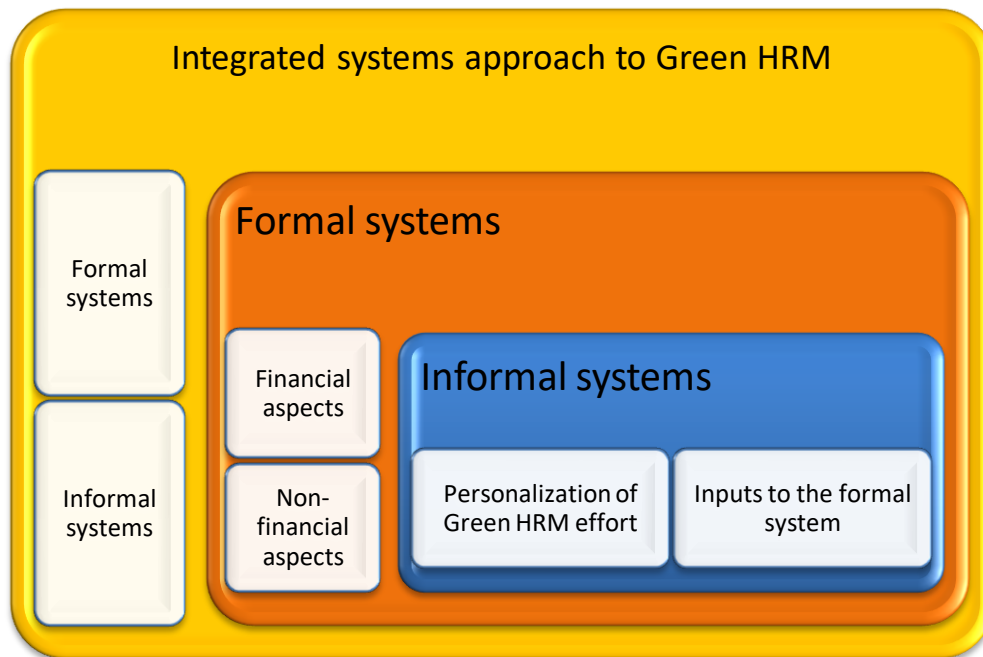 Integrated systems approach to Green HRM
Formal
systems
Informal
systems
Formal systems
Financial
aspects
Non-
financial
aspects
Informal systems
Personalization of
Green HRM effort
Inputs to the formal
system